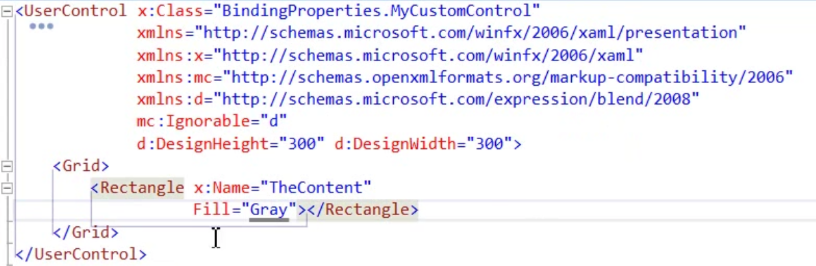 <UserControl x:Class="BindingProperties.MyCustomControl"
xmlns="http://schemas.microsoft.com/winfx/2006/xaml/presentation"
xmlns:x="http://schemas.microsoft.com/winfx/2006/xaml"
xmlns:mc="http://schemas.openxmlformats.org/markup-compatibility/2006"
xmlns:d="http://schemas.microsoft.com/expression/blend/2008"
mc:Ignorable="d"
d:DesignHeight="300" d:DesignWidth="300">
<Grid>
<Rectangle x:Name="TheContent"
Fill="Gray"></Rectangle>
</Grid>
</UserControl>